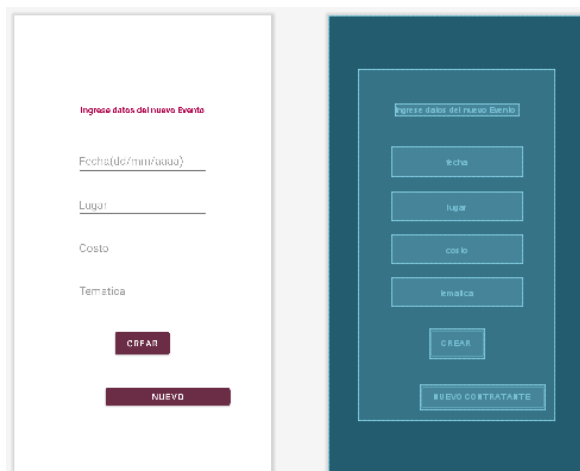 Ingrese datos del nuevo Evento
Fecha(dd/mm/aaaa)
Lugar
Costo
Tematica
CREAR
NUEVO
Ingrese datos del nuevo Evento
fecha
lugar
costo
tematica
CREAR
NUEVO CONTRATANTE